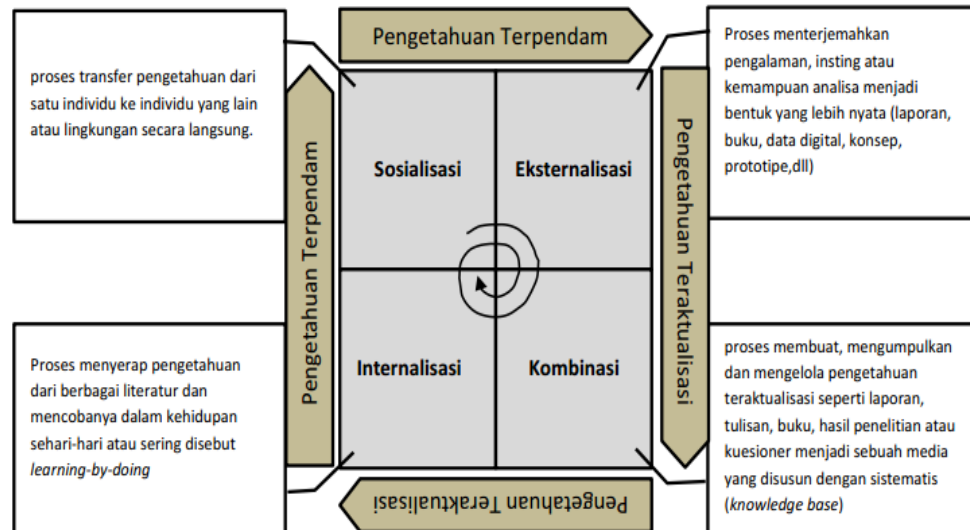 Pengetahuan Terpendam
proses transfer pengetahuan dari
satu individu ke individu yang lain
atau lingkungan secara langsung.
Proses menterjemahkan
pengalaman, insting atau
kemampuan analisa menjadi
bentuk yang lebih nyata (laporan,
buku, data digital, konsep,
prototipe,dll)
Pengetahuan Terpendam
Sosialisasi
Eksternalisasi
Pengetahuan Teraktualisasi
Internalisasi
Kombinasi
Proses menyerap pengetahuan
dari berbagai literatur dan
mencobanya dalam kehidupan
sehari-hari atau sering disebut
learning-by-doing
proses membuat, mengumpulkan
dan mengelola pengetahuan
teraktualisasi seperti laporan,
tulisan, buku, hasil penelitian atau
kuesioner menjadi sebuah media
yang disusun dengan sistematis
(knowledge base)
Pengetahuan Teraktualisasi